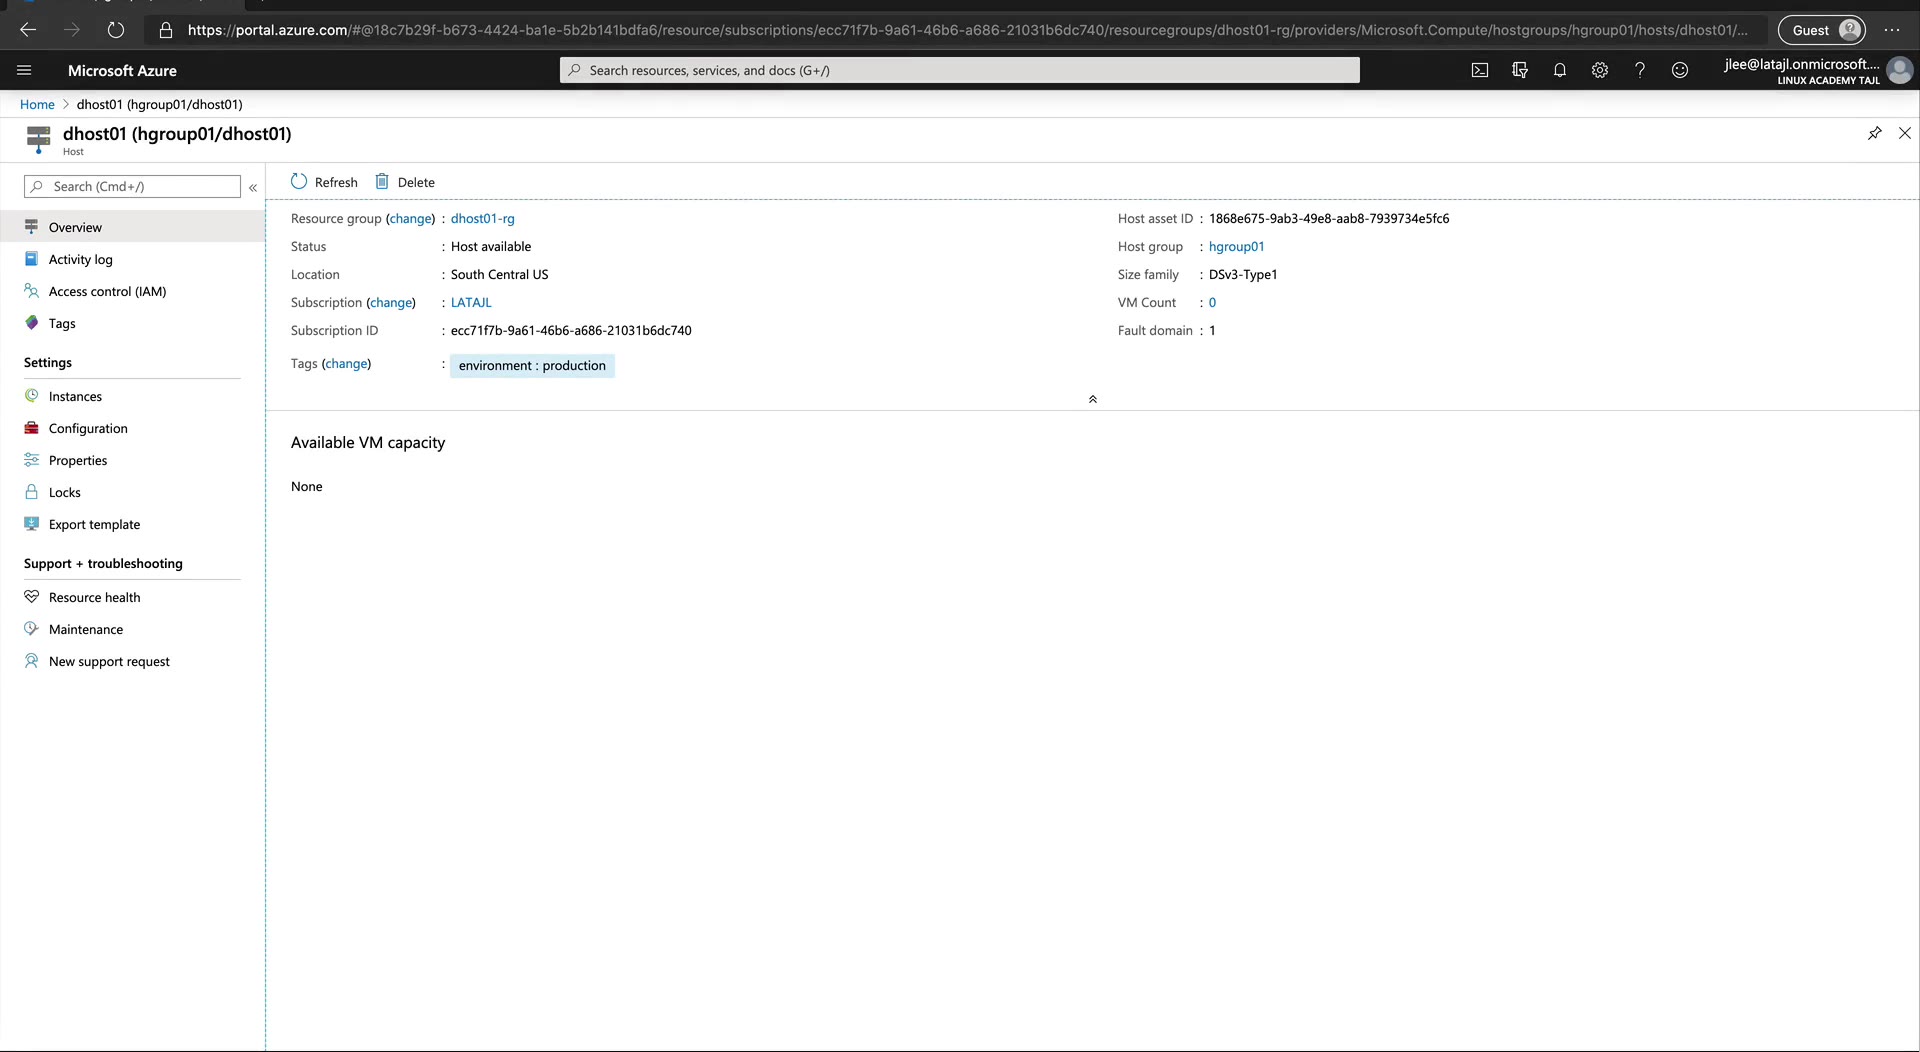 https://portal.azure.com/#@18c7b29f-b673-4424-ba1e-5b2b141bdfa6/resource/subscriptions/ecc71f7b-9a61-46b6-a686-21031b6dc740/resourcegroups/dhost01-rg/providers/Microsoft.Compute/hostgroups/hgroup01/hosts/dhost01/...
Guest
Microsoft Azure
Search resources, services, and docs (G+/)
jlee@latajl.onmicrosoft....
LINUX ACADEMY TAJL
Home > dhost01 (hgroup01/dhost01)
dhost01 (hgroup01/dhost01)
Host
Search (Cmd+/)
«
Refresh
Delete
Overview
Activity log
Access control (IAM)
Tags
Settings
Instances
Configuration
Properties
Locks
Export template
Support + troubleshooting
Resource health
Maintenance
New support request
Resource group (change) : dhost01-rg
Status : Host available
Location : South Central US
Subscription (change) : LATAJL
Subscription ID : ecc71f7b-9a61-46b6-a686-21031b6dc740
Tags (change) : environment : production
Host asset ID : 1868e675-9ab3-49e8-aab8-7939734e5fc6
Host group : hgroup01
Size family : DSv3-Type1
VM Count : 0
Fault domain : 1
Available VM capacity
None